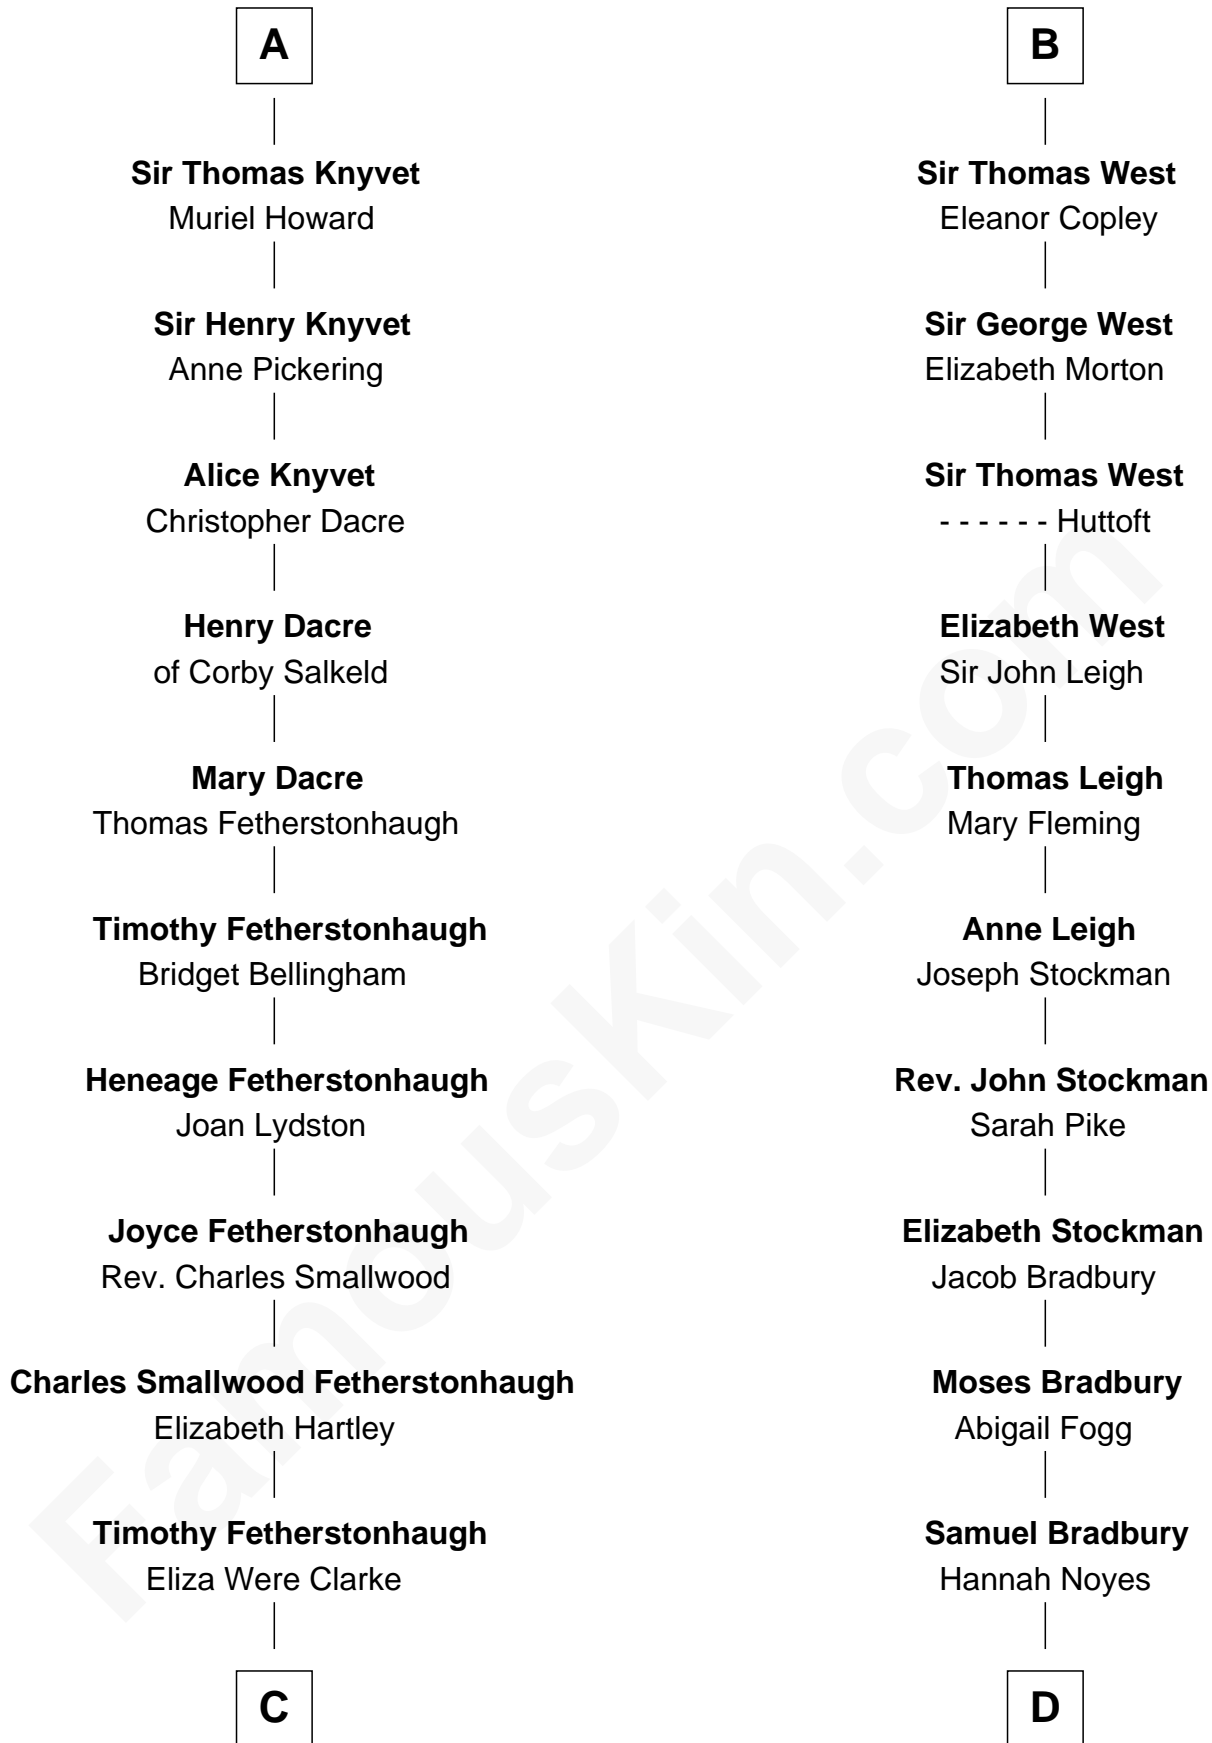 A
Sir Thomas Knyvet
Muriel Howard
Sir Henry Knyvet
Anne Pickering
Alice Knyvet
Christopher Dacre
Henry Dacre
of Corby Salkeld
Mary Dacre
Thomas Fetherstonhaugh
Timothy Fetherstonhaugh
Bridget Bellingham
Heneage Fetherstonhaugh
Joan Lydston
Joyce Fetherstonhaugh
Rev. Charles Smallwood
Charles Smallwood Fetherstonhaugh
Elizabeth Hartley
Timothy Fetherstonhaugh
Eliza Were Clarke
C
B
Sir Thomas West
Eleanor Copley
Sir George West
Elizabeth Morton
Sir Thomas West
- - - - - - Huttoft
Elizabeth West
Sir John Leigh
Thomas Leigh
Mary Fleming
Anne Leigh
Joseph Stockman
Rev. John Stockman
Sarah Pike
Elizabeth Stockman
Jacob Bradbury
Moses Bradbury
Abigail Fogg
Samuel Bradbury
Hannah Noyes
D
FamousKin.com